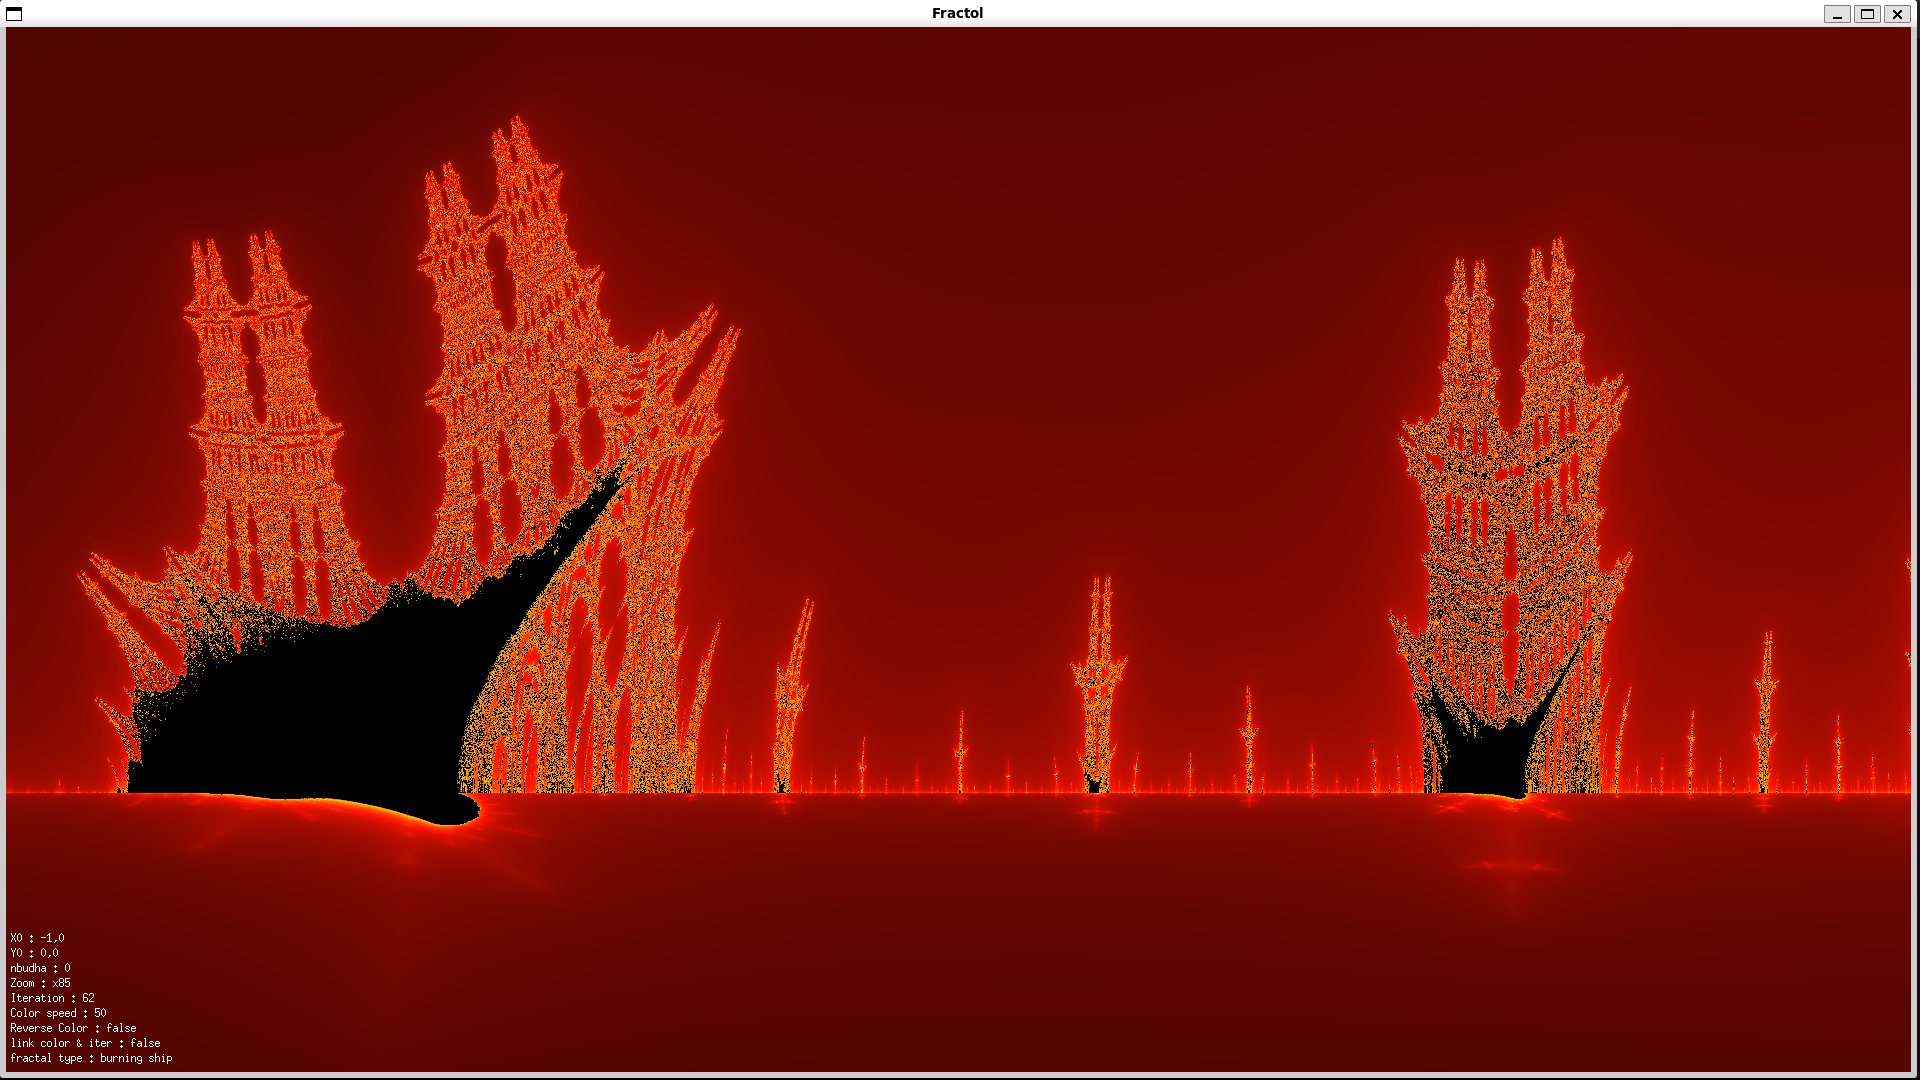 Fractol
X0 : -1,0
Y0 : 0,0
nbudha : 0
Zoom : x85
Iteration : 62
Color speed : 50
Reverse Color : false
link color & iter : false
fractal type : burning ship